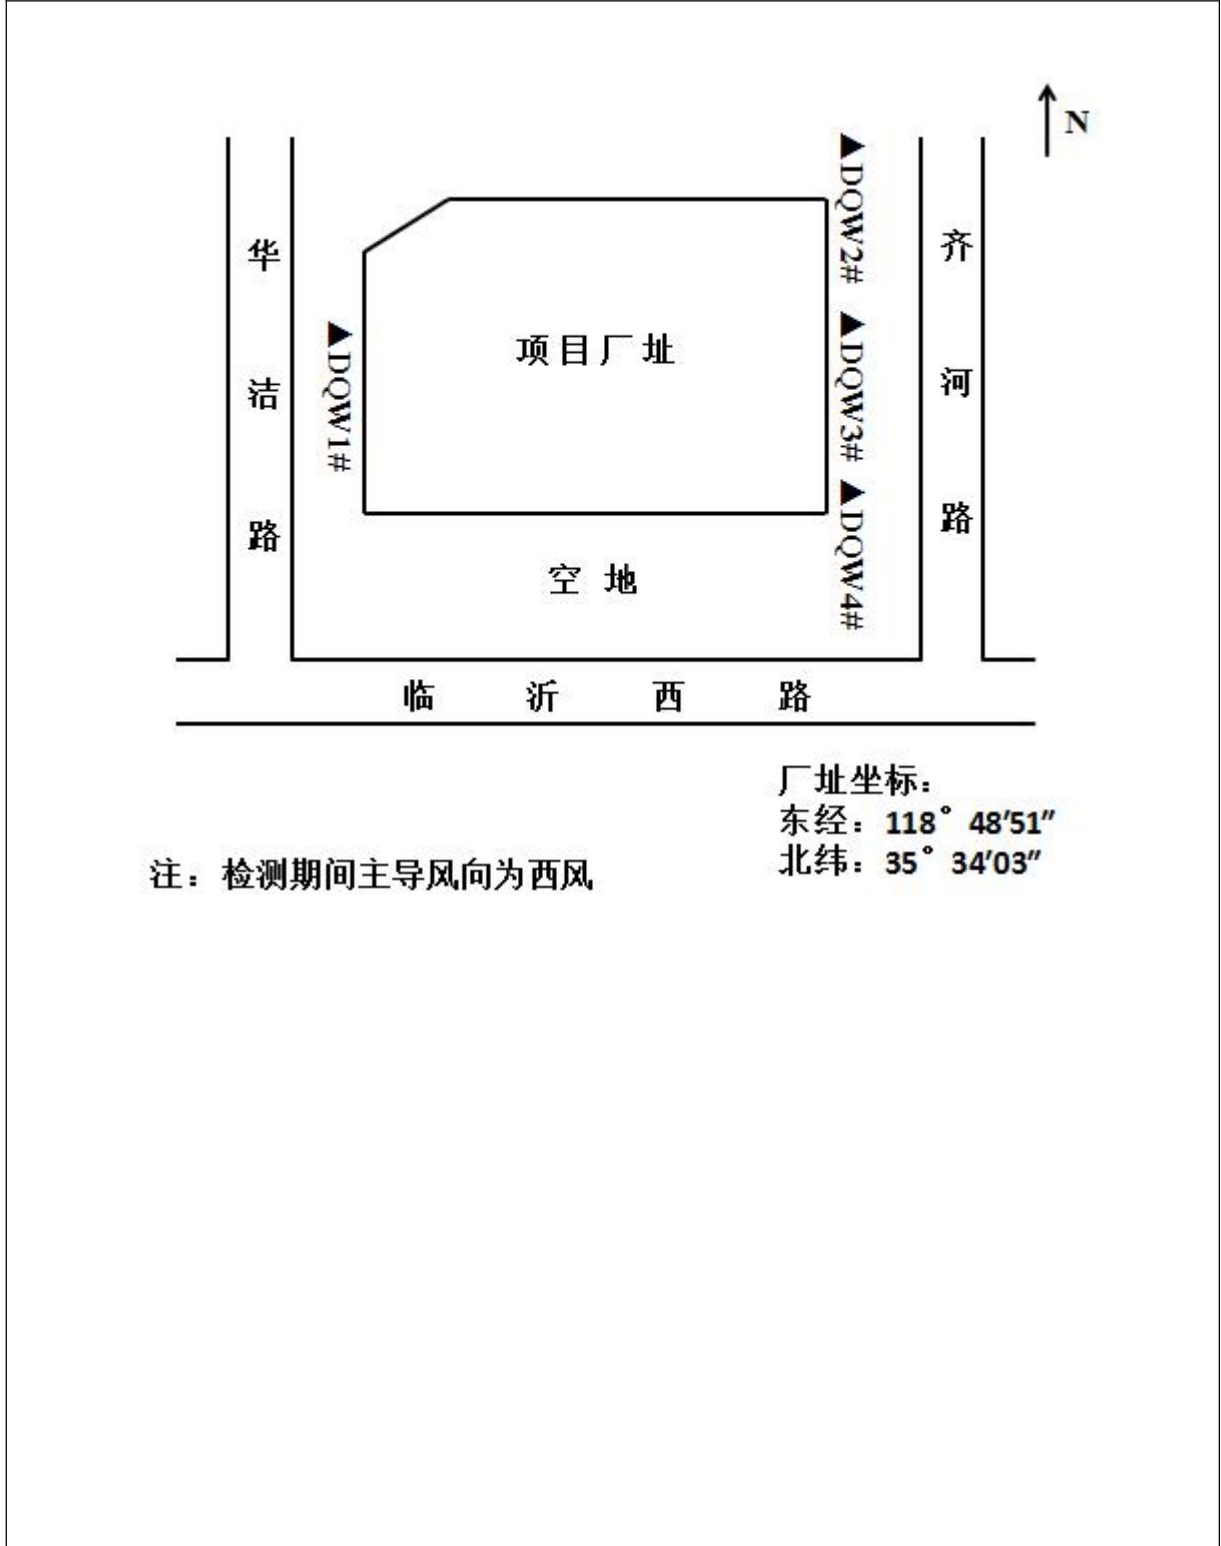 N
华洁路
▲DQW1#
项目厂址
▲DQW2#
▲DQW3#
▲DQW4#
齐河路
空地
临沂西路
厂址坐标：
东经：118°48′51″
北纬：35°34′03″
注：检测期间主导风向为西风